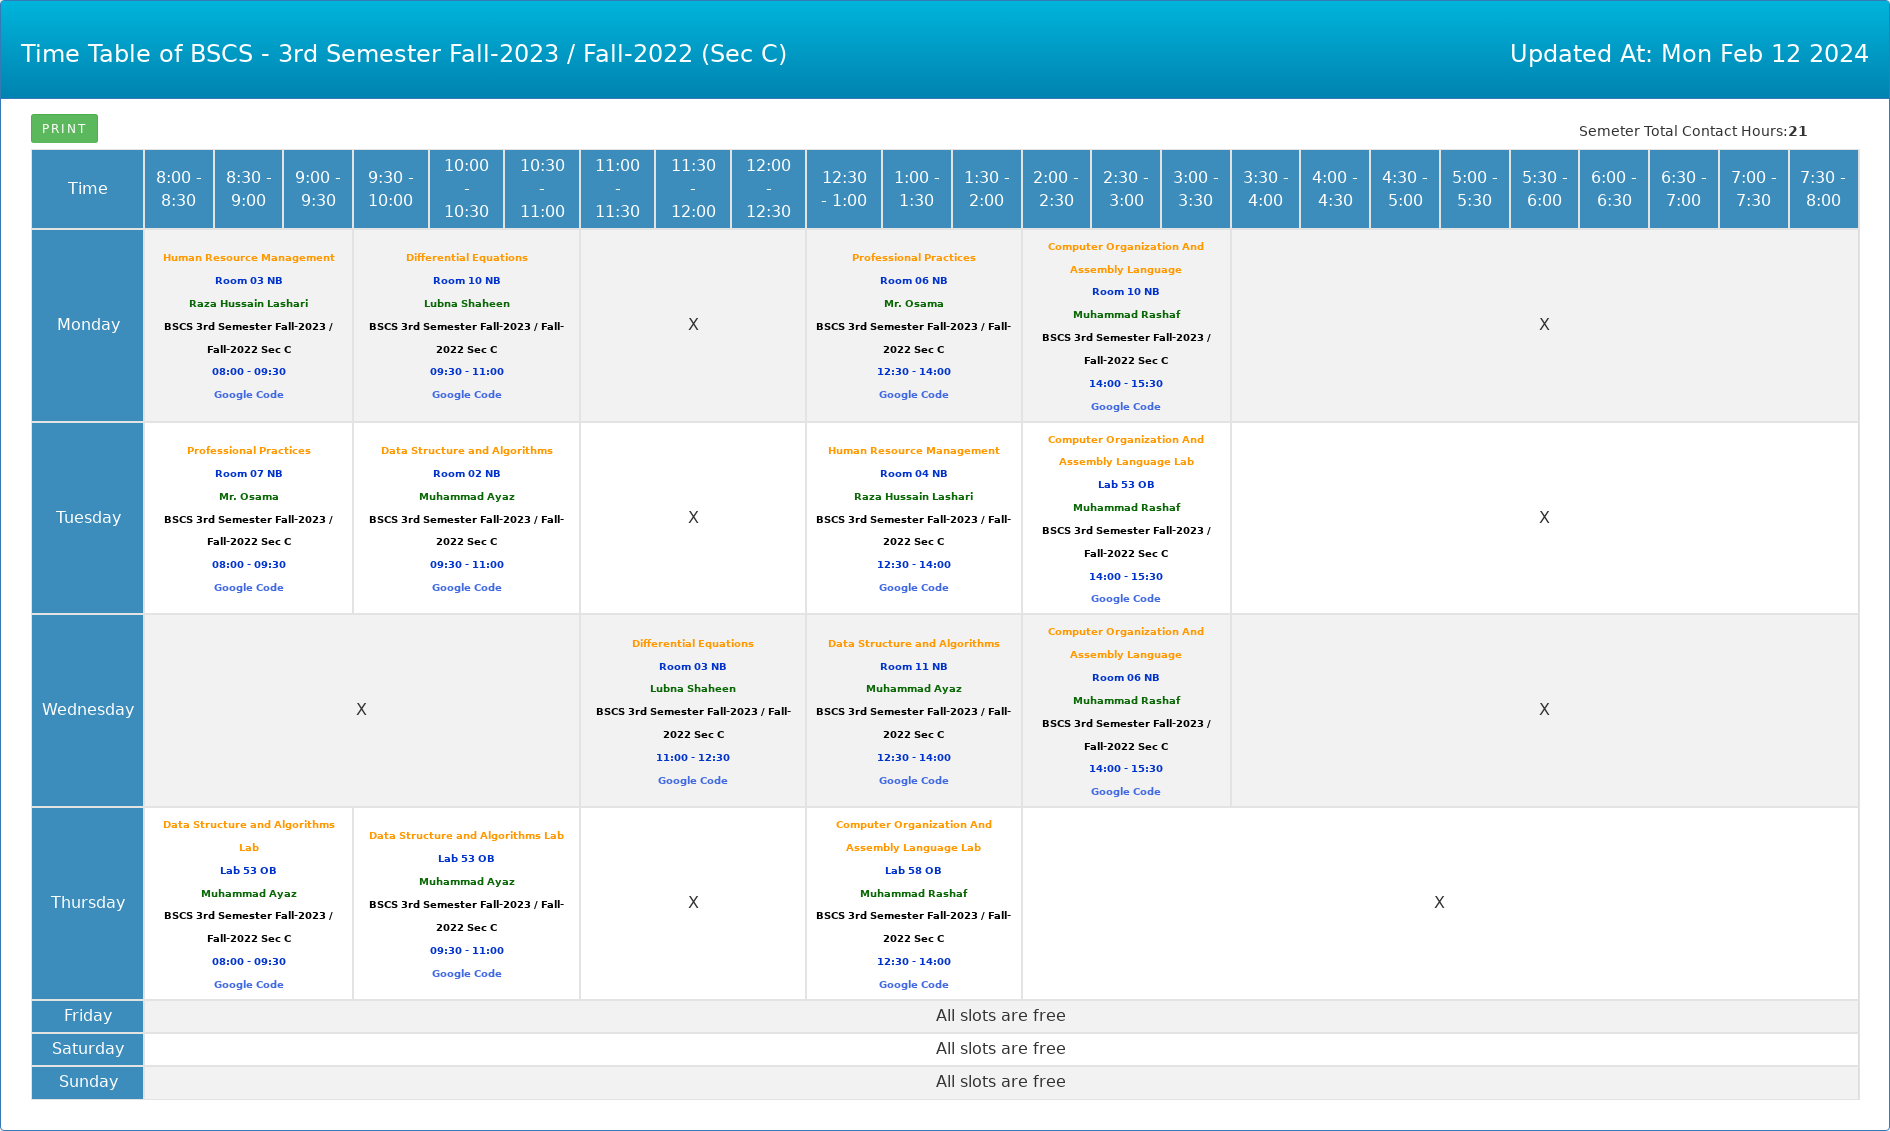 Time Table of BSCS - 3rd Semester Fall-2023 / Fall-2022 (Sec C)
Updated At: Mon Feb 12 2024
PRINT
Semeter Total Contact Hours:21
Time
8:00 -
8:30
8:30 -
9:00
9:00 -
9:30
9:30 -
10:00
10:00
-
10:30
10:30
-
11:00
11:00
-
11:30
11:30
-
12:00
12:00
-
12:30
12:30
- 1:00
1:00 -
1:30
1:30 -
2:00
2:00 -
2:30
2:30 -
3:00
3:00 -
3:30
3:30 -
4:00
4:00 -
4:30
4:30 -
5:00
5:00 -
5:30
5:30 -
6:00
6:00 -
6:30
6:30 -
7:00
7:00 -
7:30
7:30 -
8:00
Monday
Human Resource Management
Room 03 NB
Raza Hussain Lashari
BSCS 3rd Semester Fall-2023 /
Fall-2022 Sec C
08:00 - 09:30
Google Code
Differential Equations
Room 10 NB
Lubna Shaheen
BSCS 3rd Semester Fall-2023 / Fall-
2022 Sec C
09:30 - 11:00
Google Code
X
Professional Practices
Room 06 NB
Mr. Osama
BSCS 3rd Semester Fall-2023 / Fall-
2022 Sec C
12:30 - 14:00
Google Code
Computer Organization And
Assembly Language
Room 10 NB
Muhammad Rashaf
BSCS 3rd Semester Fall-2023 /
Fall-2022 Sec C
14:00 - 15:30
Google Code
X
Tuesday
Professional Practices
Room 07 NB
Mr. Osama
BSCS 3rd Semester Fall-2023 /
Fall-2022 Sec C
08:00 - 09:30
Google Code
Data Structure and Algorithms
Room 02 NB
Muhammad Ayaz
BSCS 3rd Semester Fall-2023 / Fall-
2022 Sec C
09:30 - 11:00
Google Code
X
Human Resource Management
Room 04 NB
Raza Hussain Lashari
BSCS 3rd Semester Fall-2023 / Fall-
2022 Sec C
12:30 - 14:00
Google Code
Computer Organization And
Assembly Language Lab
Lab 53 OB
Muhammad Rashaf
BSCS 3rd Semester Fall-2023 /
Fall-2022 Sec C
14:00 - 15:30
Google Code
X
Wednesday
X
Differential Equations
Room 03 NB
Lubna Shaheen
BSCS 3rd Semester Fall-2023 / Fall-
2022 Sec C
11:00 - 12:30
Google Code
Data Structure and Algorithms
Room 11 NB
Muhammad Ayaz
BSCS 3rd Semester Fall-2023 / Fall-
2022 Sec C
12:30 - 14:00
Google Code
Computer Organization And
Assembly Language
Room 06 NB
Muhammad Rashaf
BSCS 3rd Semester Fall-2023 /
Fall-2022 Sec C
14:00 - 15:30
Google Code
X
Thursday
Data Structure and Algorithms
Lab
Lab 53 OB
Muhammad Ayaz
BSCS 3rd Semester Fall-2023 /
Fall-2022 Sec C
08:00 - 09:30
Google Code
Data Structure and Algorithms Lab
Lab 53 OB
Muhammad Ayaz
BSCS 3rd Semester Fall-2023 / Fall-
2022 Sec C
09:30 - 11:00
Google Code
X
Computer Organization And
Assembly Language Lab
Lab 58 OB
Muhammad Rashaf
BSCS 3rd Semester Fall-2023 / Fall-
2022 Sec C
12:30 - 14:00
Google Code
X
Friday
All slots are free
Saturday
All slots are free
Sunday
All slots are free